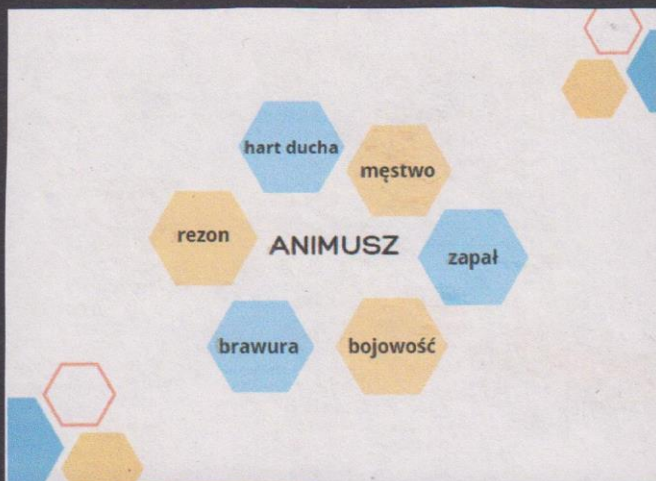 hart ducha
męstwo
rezon
ANIMUSZ
zapał
brawura
bojowość